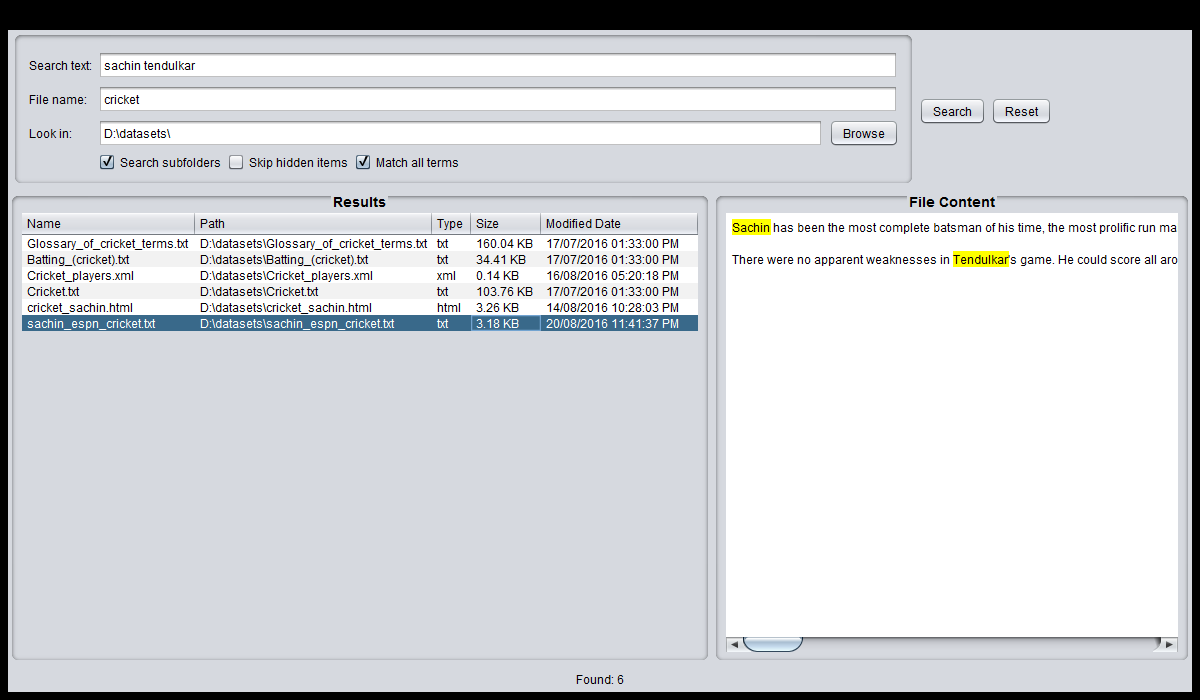 Search text: sachin tendulkar
File name: cricket
Look in: D:\datasets\ Browse
Search Reset
Search subfolders Skip hidden items Match all terms
Results
Name Path Type Size Modified Date
Glossary_of_cricket_terms.txt D:\datasets\Glossary_of_cricket_terms.txt txt 160.04 KB 17/07/2016 01:33:00 PM
Batting_(cricket).txt D:\datasets\Batting_(cricket).txt txt 34.41 KB 17/07/2016 01:33:00 PM
Cricket_players.xml D:\datasets\Cricket_players.xml xml 0.14 KB 16/08/2016 05:20:18 PM
Cricket.txt D:\datasets\Cricket.txt txt 103.76 KB 17/07/2016 01:33:00 PM
cricket_sachin.html D:\datasets\cricket_sachin.html html 3.26 KB 14/08/2016 10:28:03 PM
sachin_espn_cricket.txt D:\datasets\sachin_espn_cricket.txt txt 3.18 KB 20/08/2016 11:41:37 PM
File Content
Sachin has been the most complete batsman of his time, the most prolific run ma
There were no apparent weaknesses in Tendulkar's game. He could score all aro
Found: 6